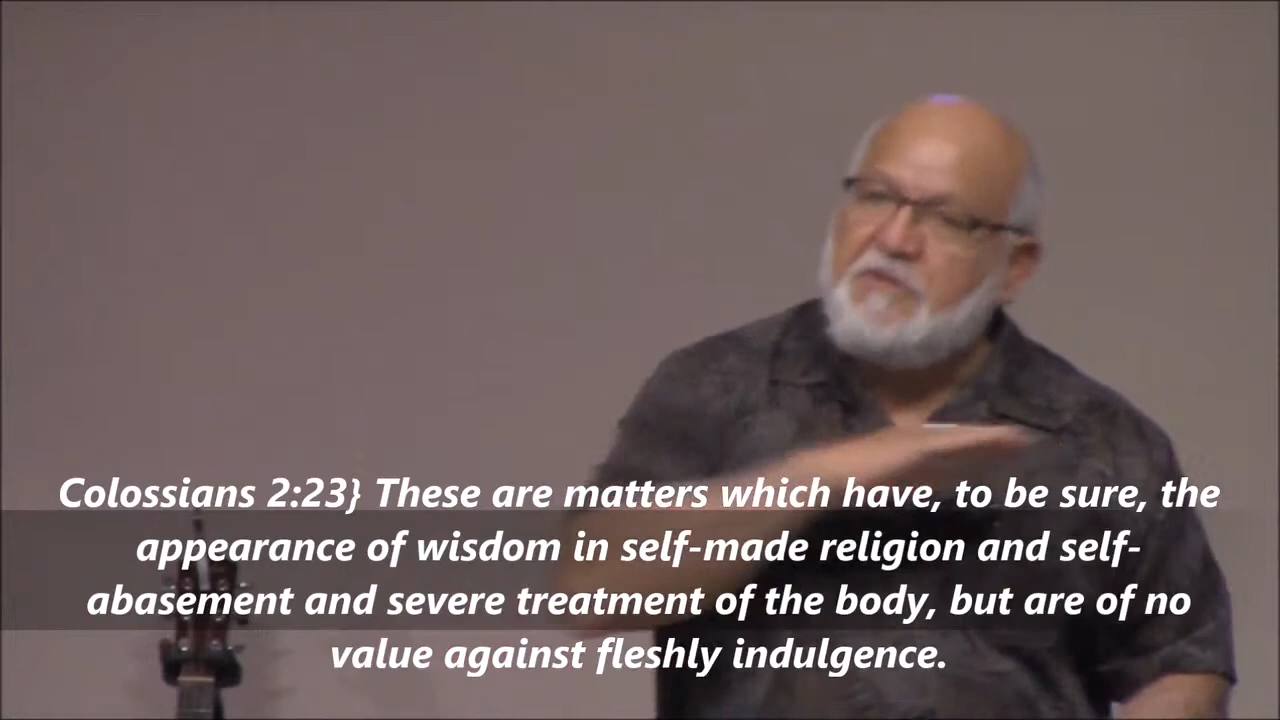 Colossians 2:23} These are matters which have, to be sure, the
appearance of wisdom in self-made religion and self-
abasement and severe treatment of the body, but are of no
value against fleshly indulgence.